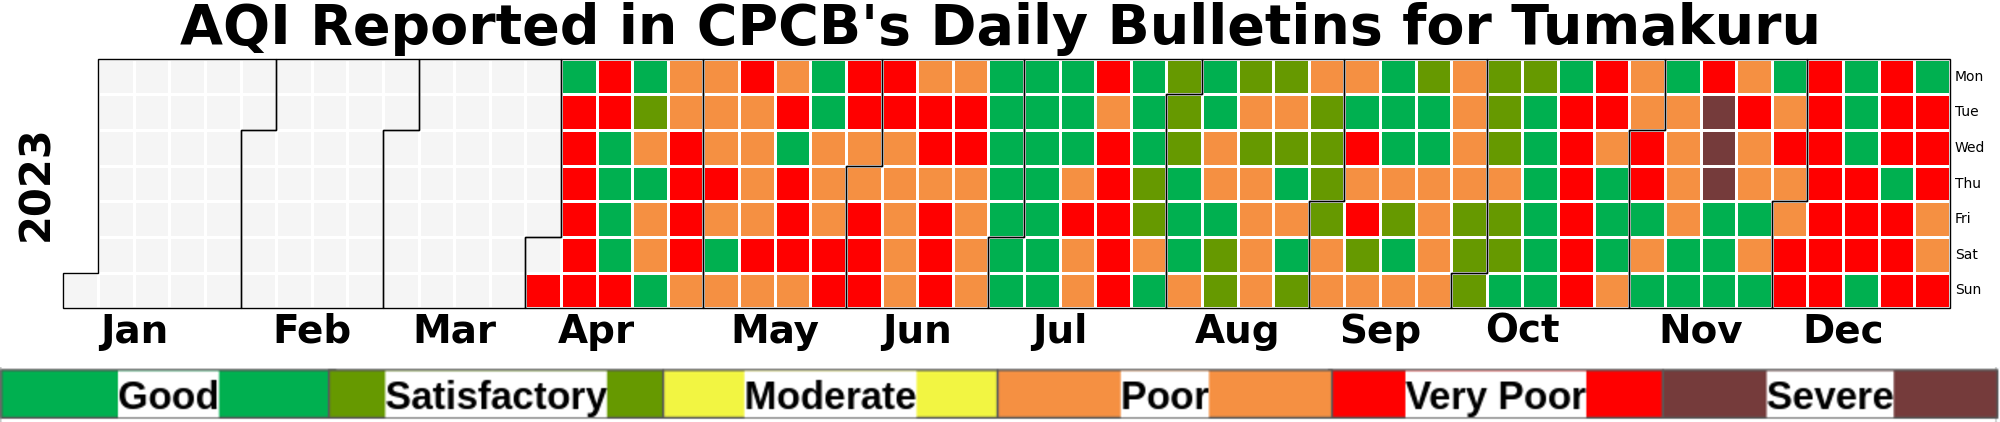 AQI Reported in CPCB's Daily Bulletins for Tumakuru
2023
Mon
Tue
Wed
Thu
Fri
Sat
Sun
Jan Feb Mar Apr May Jun Jul Aug Sep Oct Nov Dec
Good Satisfactory Moderate Poor Very Poor Severe